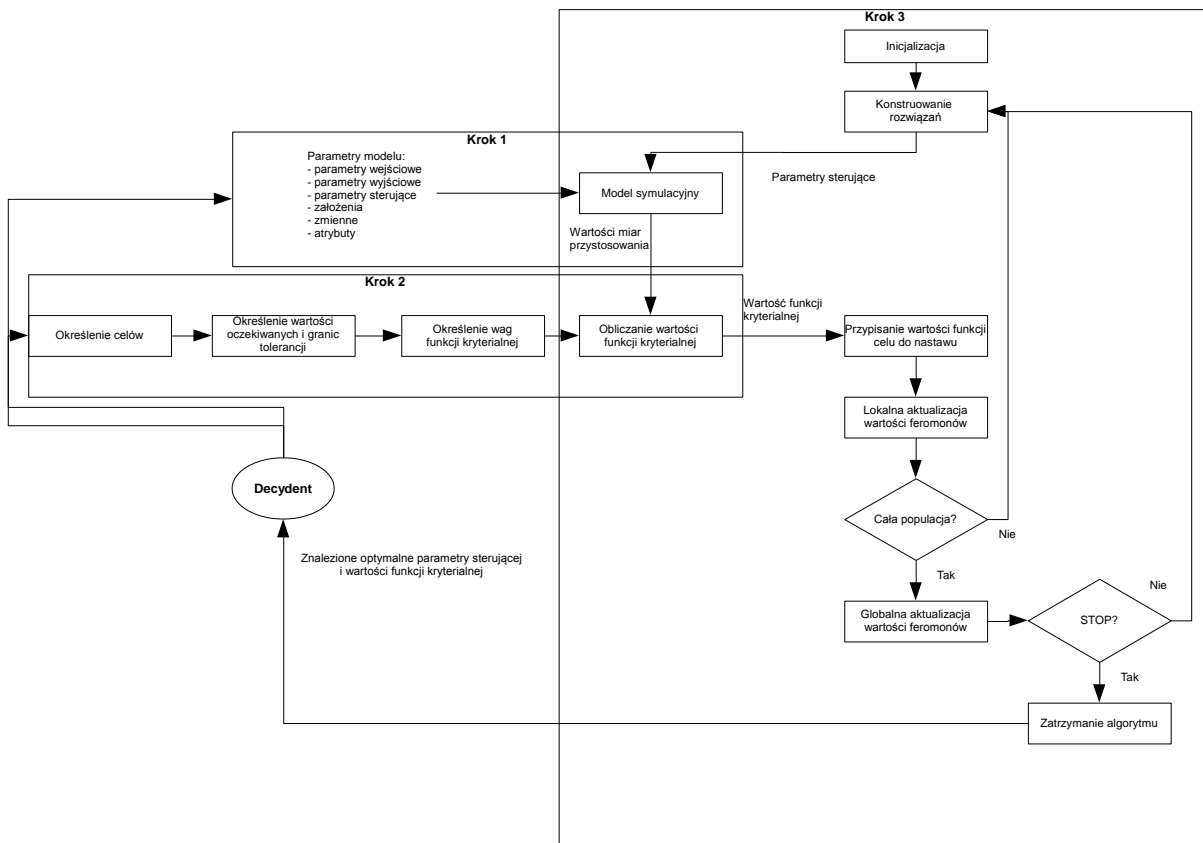 Krok 3
Inicjalizacja
Konstruowanie
rozwiązań
Krok 1
Parametry modelu:
- parametry wejściowe
- parametry wyjściowe
- parametry sterujące
- założenia
- zmienne
- atrybuty
Model symulacyjny
Parametry sterujące
Wartości miar
przystosowania
Krok 2
Określenie celów
Określenie wartości
oczekiwanych i granic
tolerancji
Określenie wag
funkcji kryterialnej
Obliczanie wartości
funkcji kryterialnej
Wartość funkcji
kryterialnej
Przypisanie wartości funkcji
celu do nastawu
Lokalna aktualizacja
wartości feromonów
Decydent
Cała populacja?
Nie
Znalezione optymalne parametry sterującej
i wartości funkcji kryterialnej
Tak
Nie
Globalna aktualizacja
wartości feromonów
STOP?
Tak
Zatrzymanie algorytmu